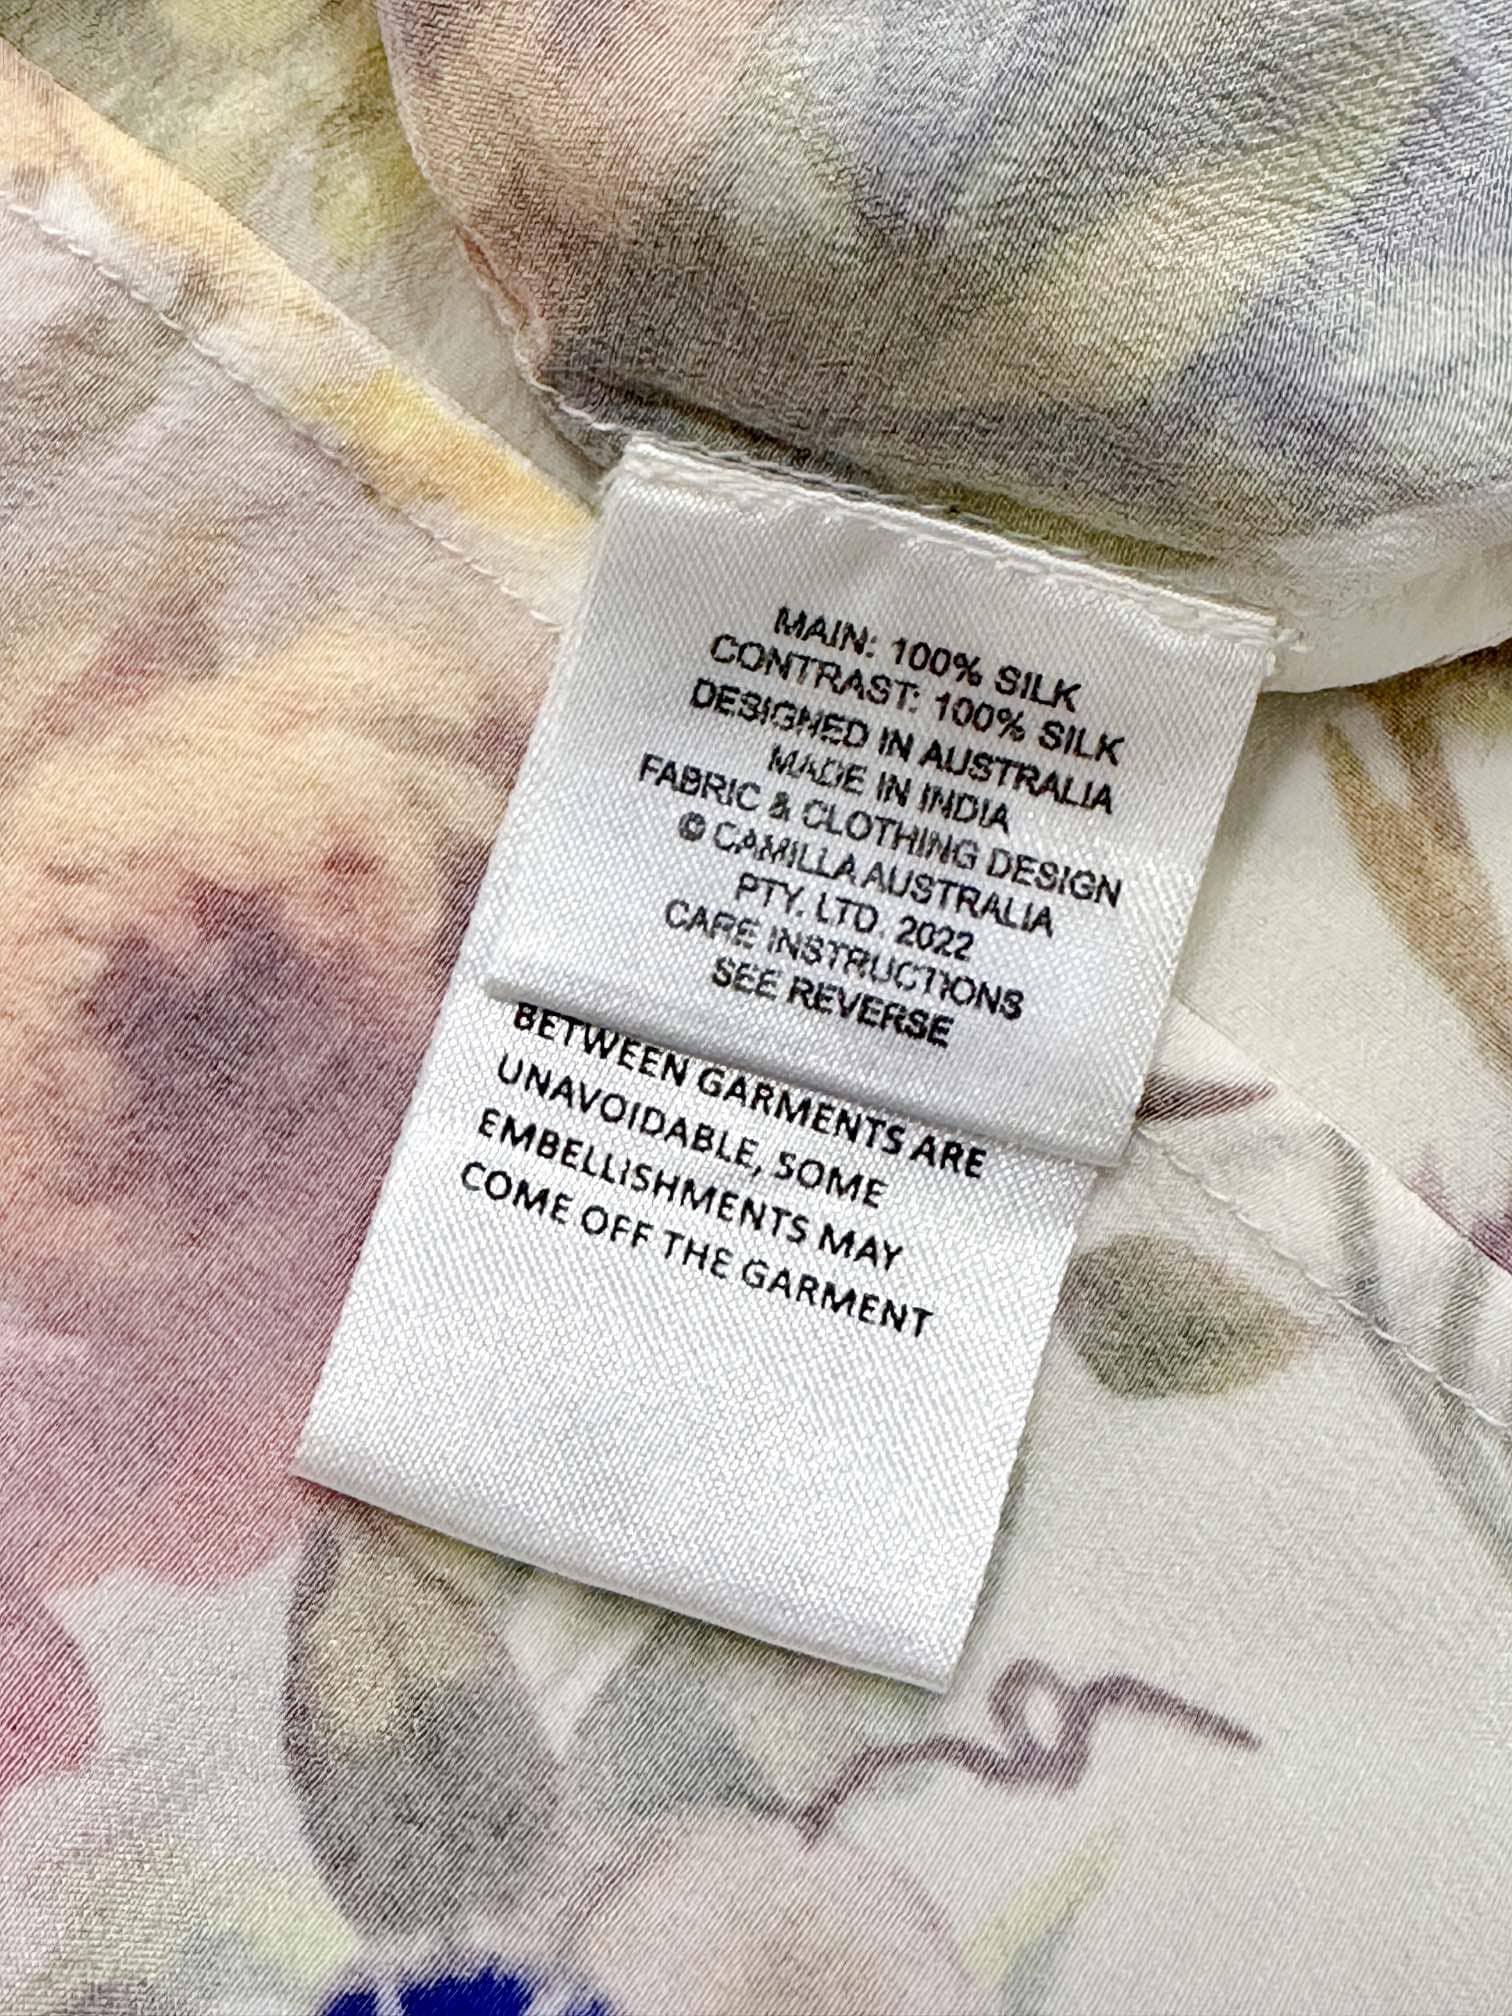 MAIN: 100% SILK
CONTRAST: 100% SILK
DESIGNED IN AUSTRALIA
MADE IN INDIA
FABRIC & CLOTHING DESIGN
© CAMILLA AUSTRALIA
PTY. LTD. 2022
CARE INSTRUCTIONS
SEE REVERSE
BETWEEN GARMENTS ARE
UNAVOIDABLE, SOME
EMBELLISHMENTS MAY
COME OFF THE GARMENT